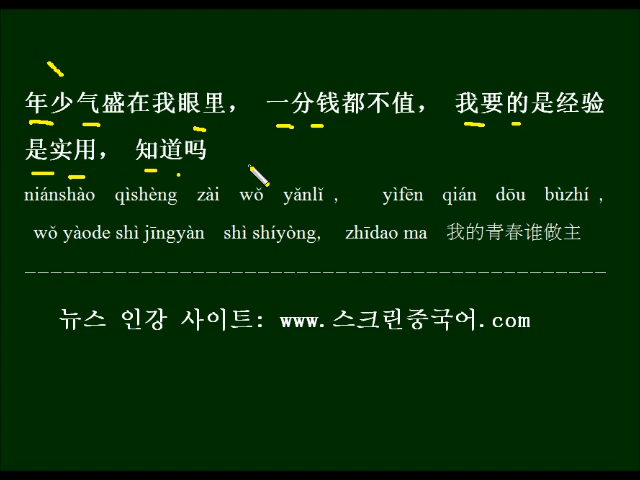 年少气盛在我眼里， 一分钱都不值， 我要的是经验
是实用， 知道吗
niánshào qìshèng zài wǒ yǎnlǐ , yìfēn qián dōu bùzhí ,
wǒ yàode shì jīngyàn shì shíyòng, zhīdao ma 我的青春谁做主
뉴스 인강 사이트: www.스크린중국어.com